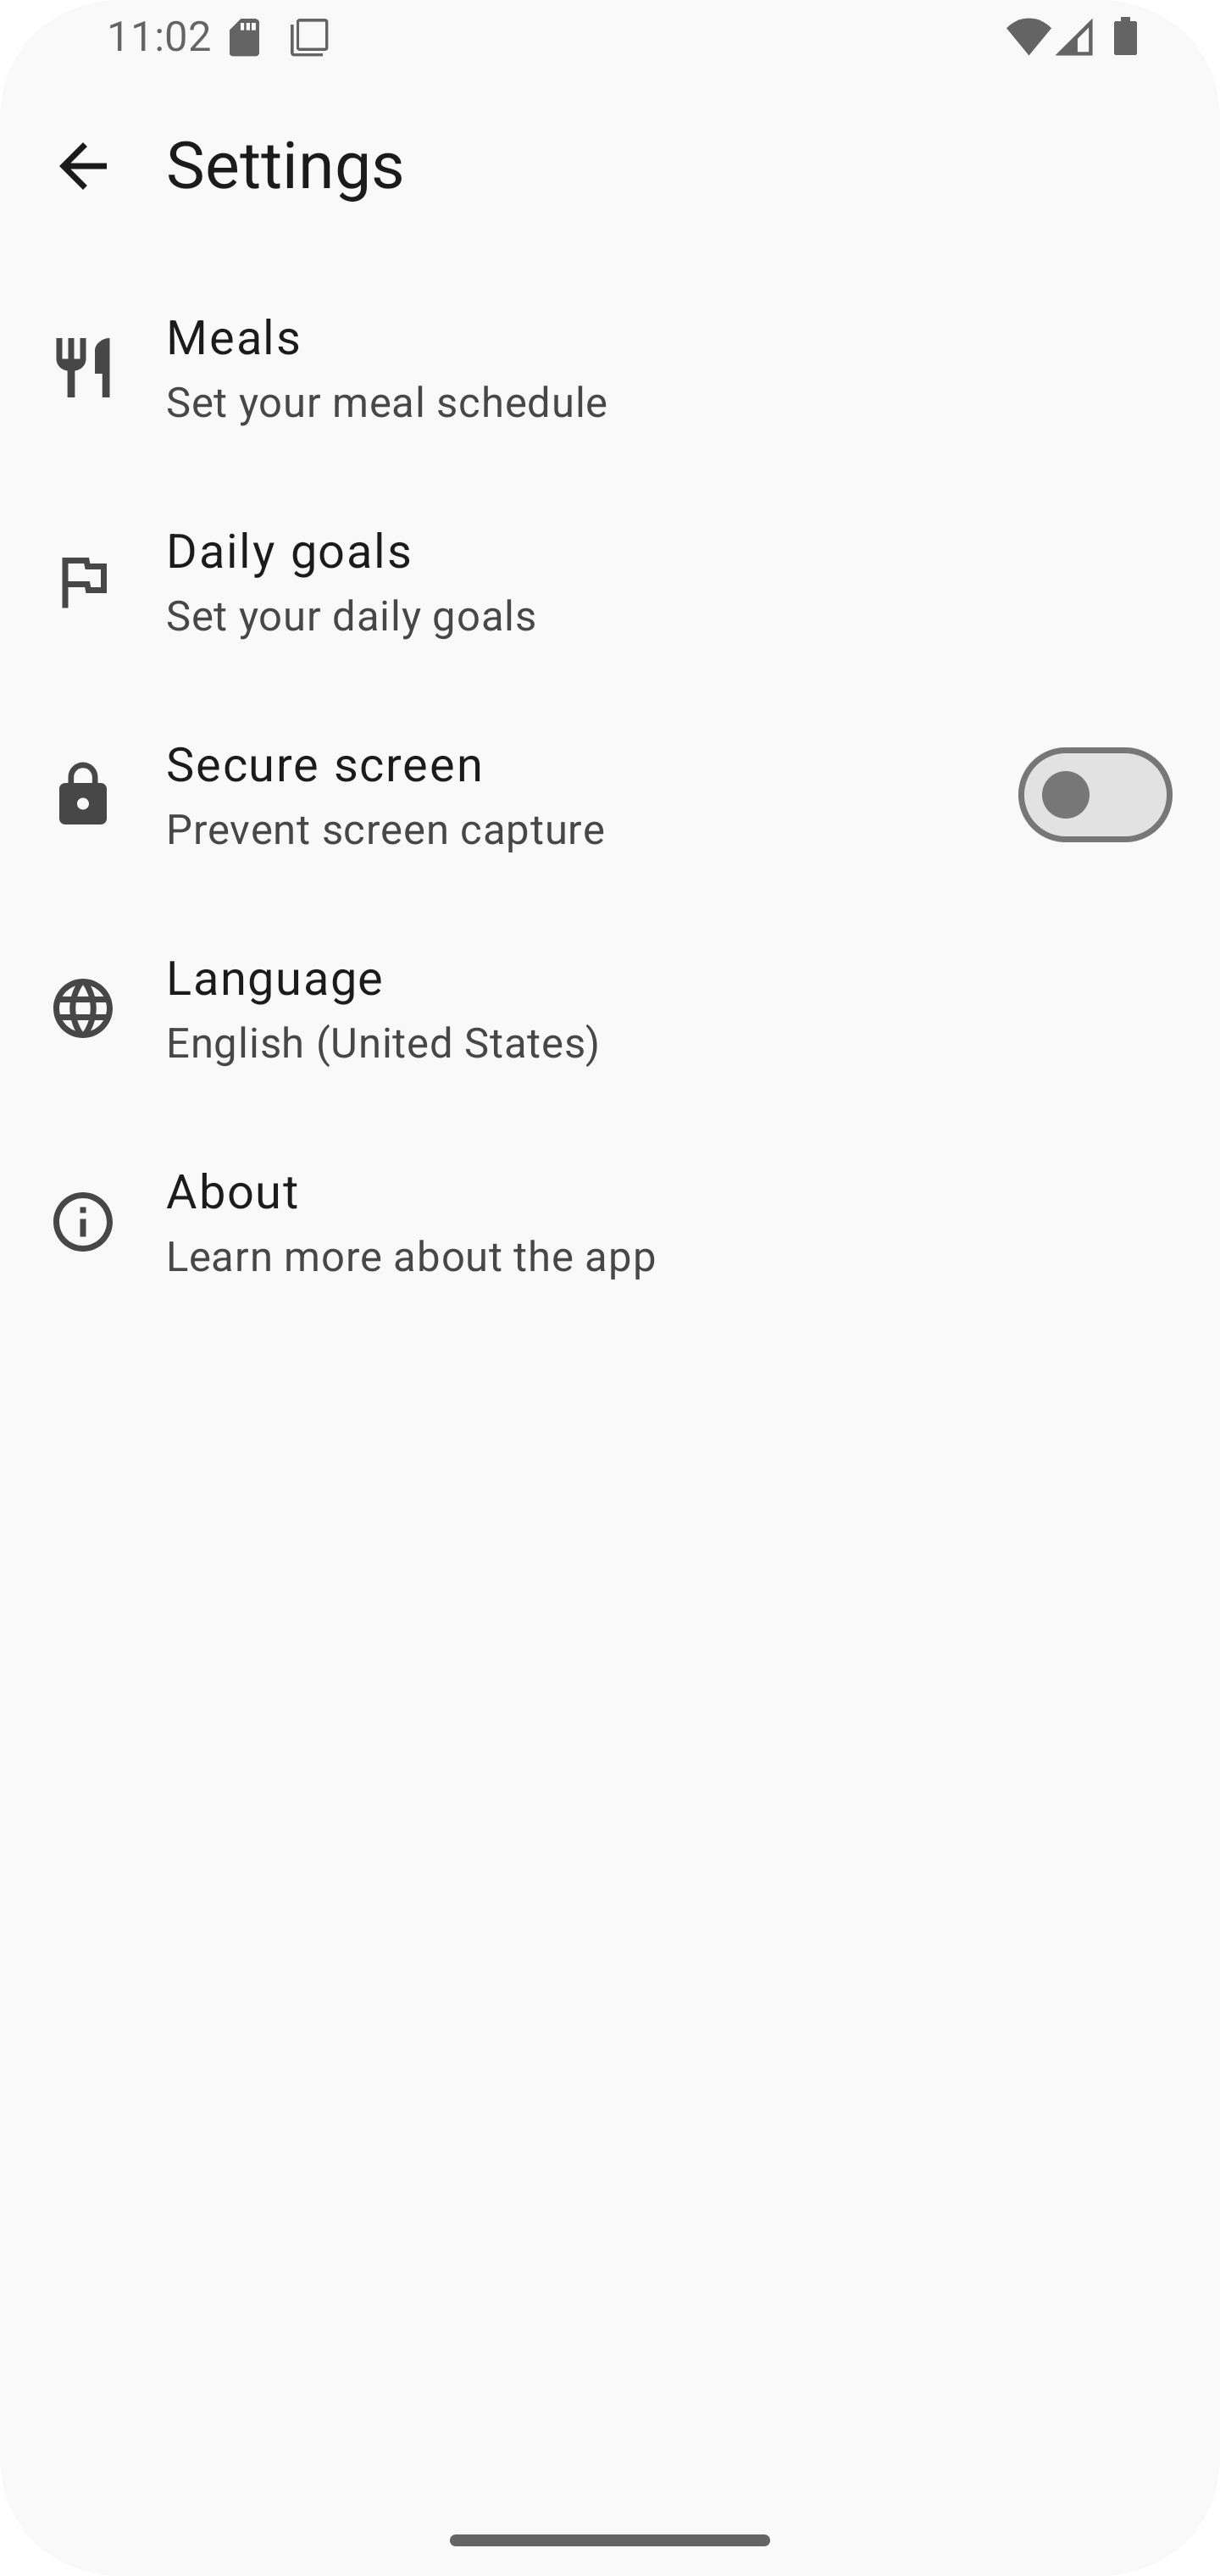 11:02
Settings
Meals
Set your meal schedule
Daily goals
Set your daily goals
Secure screen
Prevent screen capture
Language
English (United States)
About
Learn more about the app